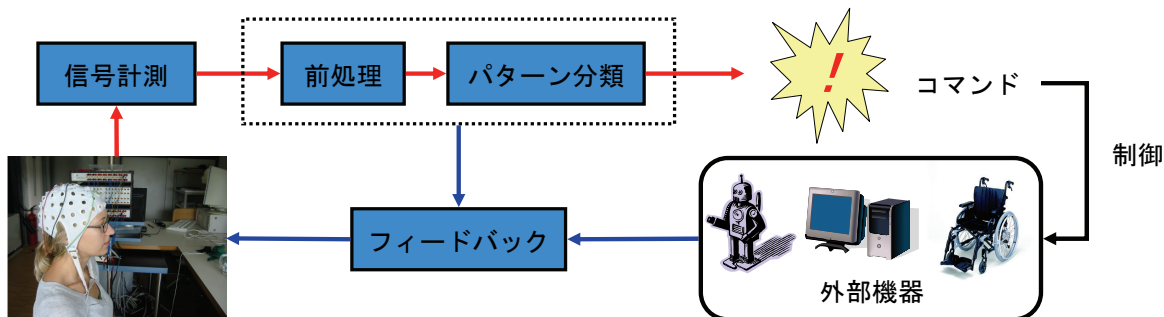 信号計測
前処理
パターン分類
!
コマンド
制御
フィードバック
外部機器